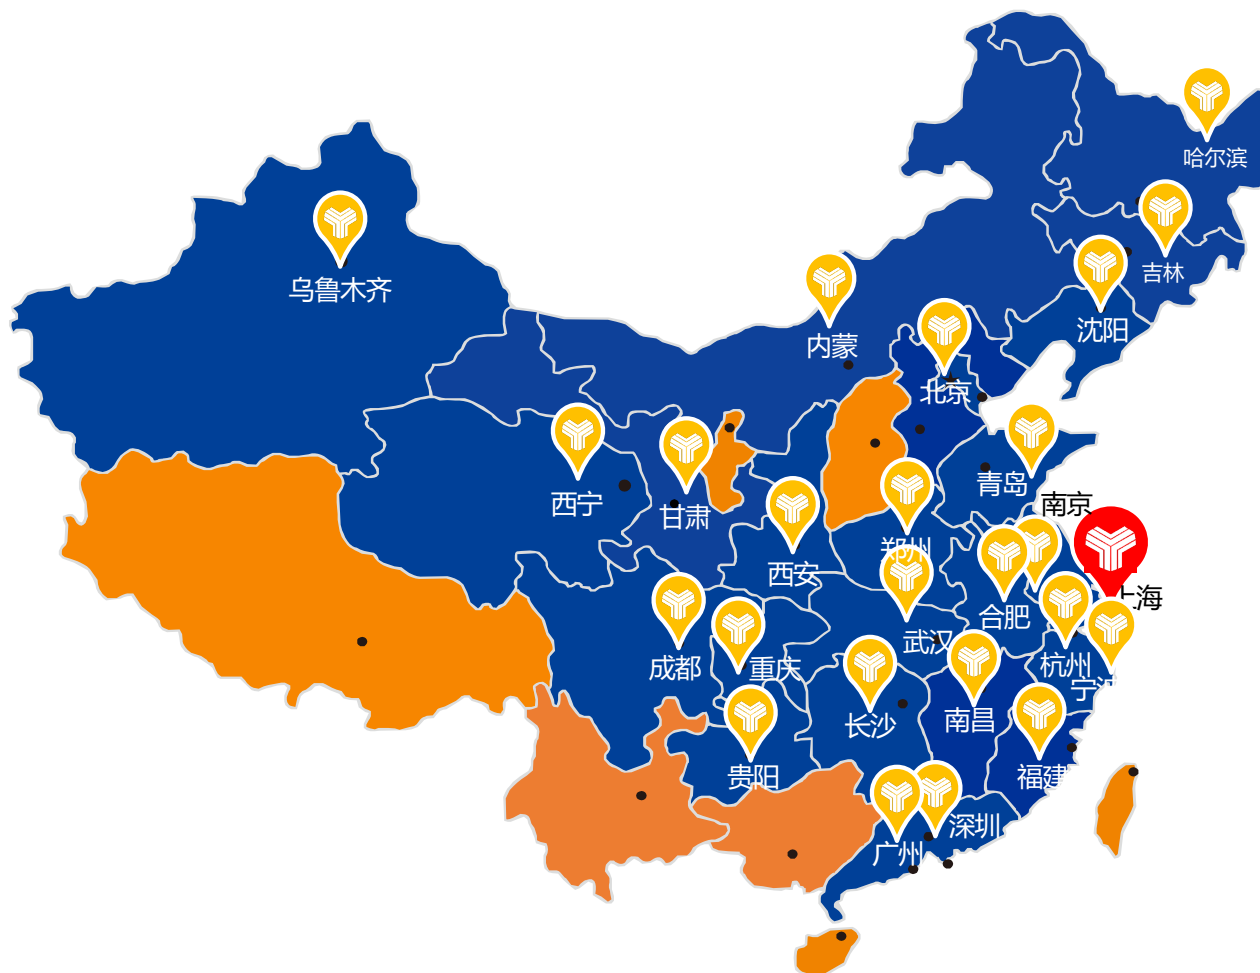 哈尔滨
吉林
乌鲁木齐
沈阳
内蒙
北京
青岛
西宁
南京
甘肃
郑州
西安
上海
合肥
武汉
成都
重庆
杭州
宁波
长沙
南昌
贵阳
福建
深圳
广州